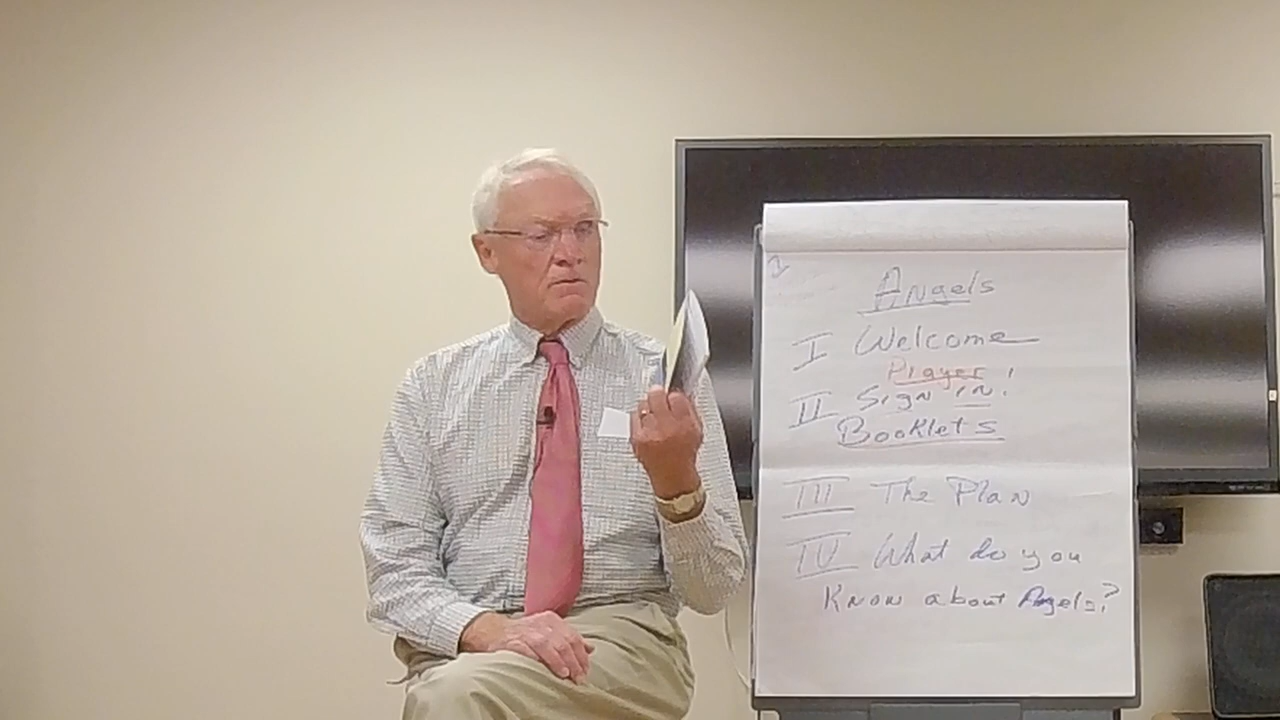 Angels
I Welcome
Prayer!
II Sign in!
Booklets
III The Plan
IV What do you
Know about Angels?